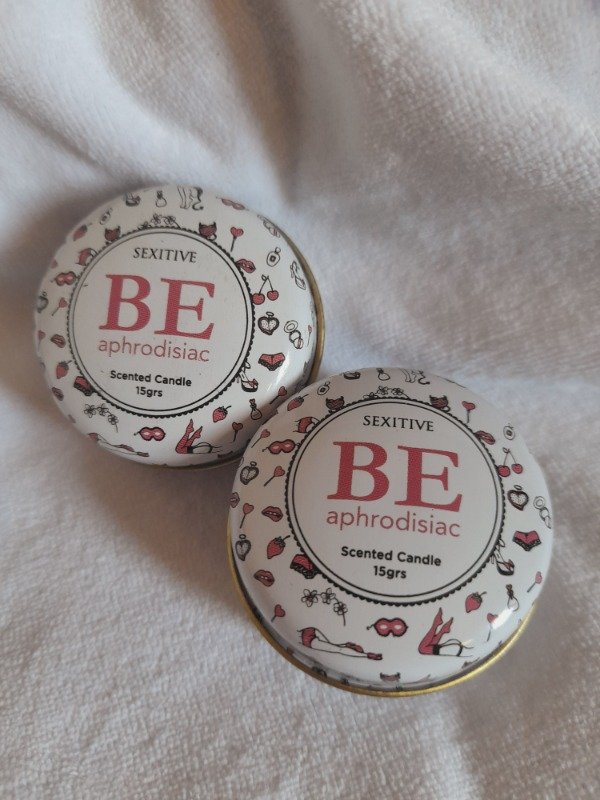 SEXITIVE
BE
aphrodisiac
Scented Candle
15grs
SEXITIVE
BE
aphrodisiac
Scented Candle
15grs